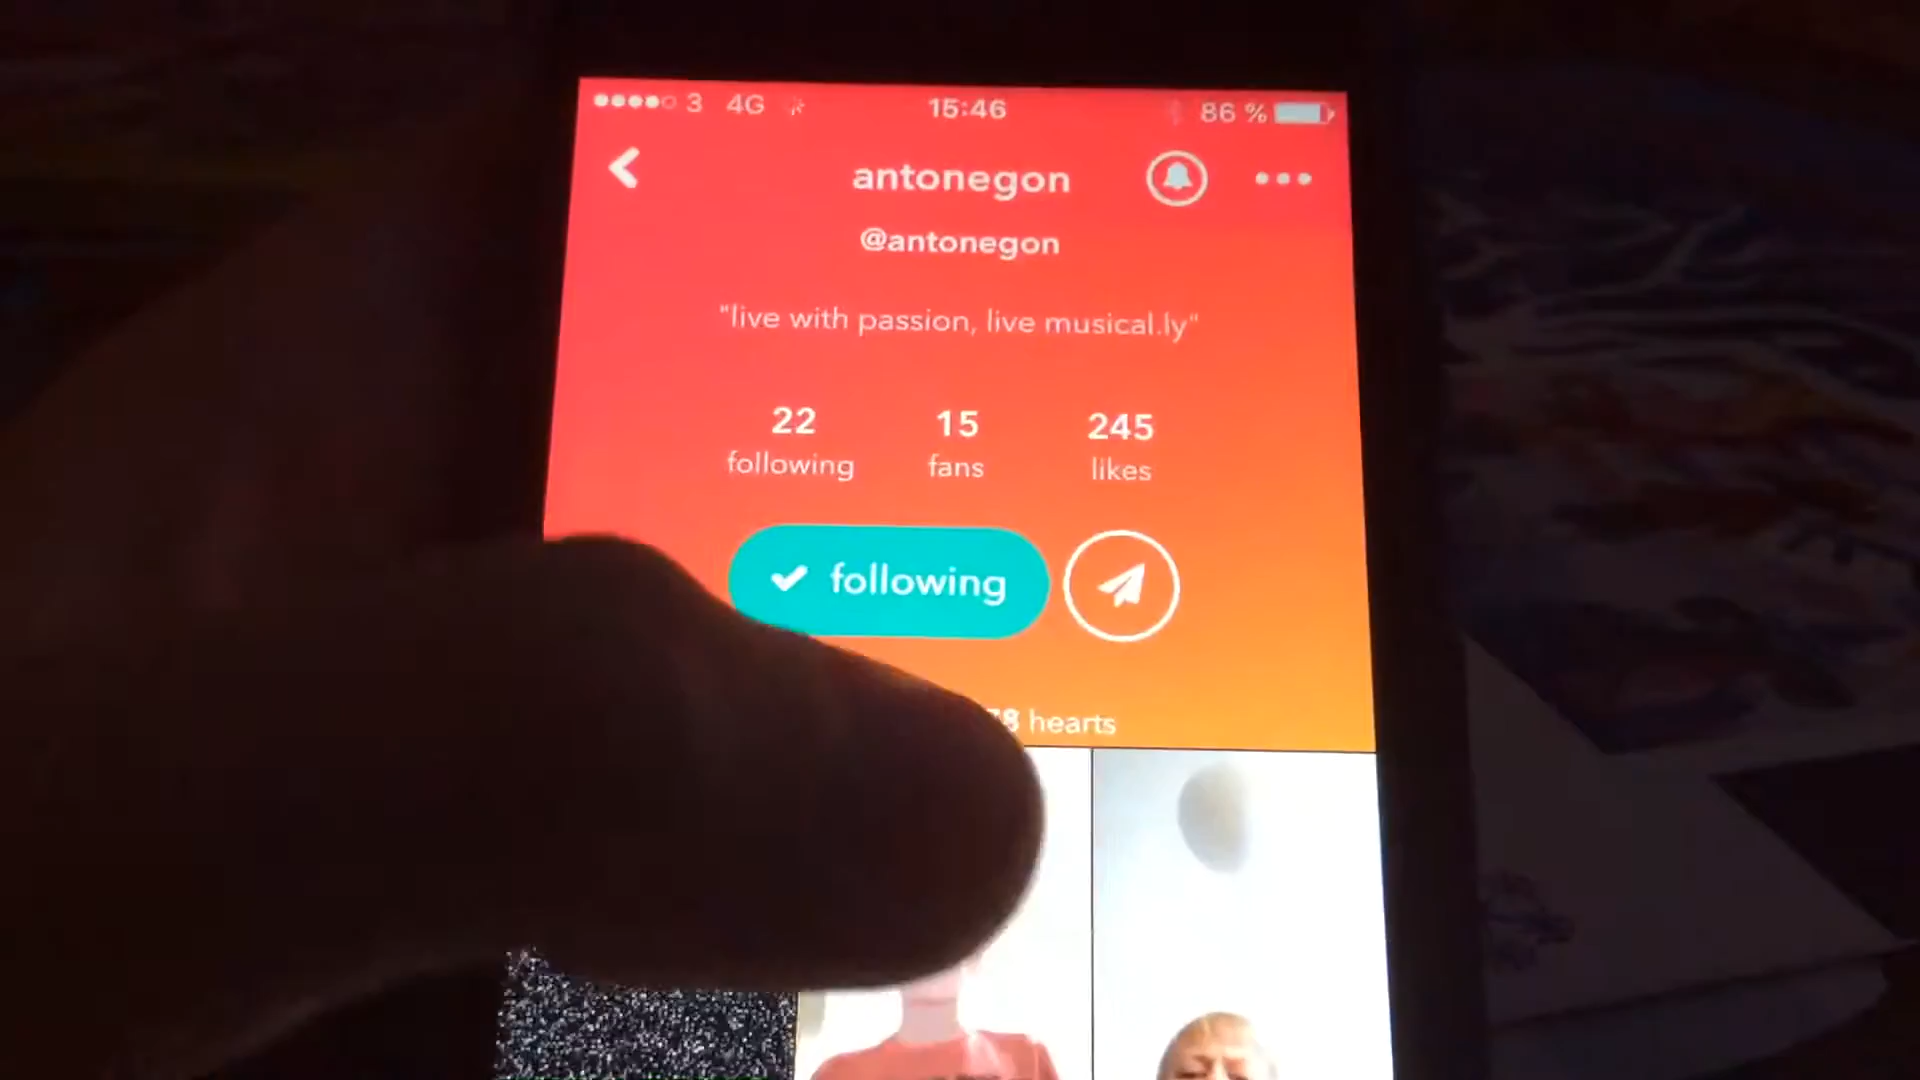 3 4G 15:46 86 %
antonegon
@antonegon
"live with passion, live musical.ly"
22 15 245
following fans likes
following
hearts